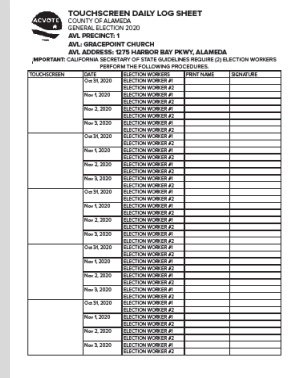 ACVOTE
TOUCHSCREEN DAILY LOG SHEET
COUNTY OF ALAMEDA
GENERAL ELECTION 2020
AVL PRECINCT: 1
AVL: GRACEPOINT CHURCH
AVL ADDRESS: 1275 HARBOR BAY PKWY, ALAMEDA
IMPORTANT: CALIFORNIA SECRETARY OF STATE GUIDELINES REQUIRE (2) ELECTION WORKERS
PERFORM THE FOLLOWING PROCEDURES.
TOUCHSCREEN DATE ELECTION WORKERS PRINT NAME SIGNATURE
Oct 31, 2020 ELECTION WORKER #1
ELECTION WORKER #2
Nov 1, 2020 ELECTION WORKER #1
ELECTION WORKER #2
Nov 2, 2020 ELECTION WORKER #1
ELECTION WORKER #2
Nov 3, 2020 ELECTION WORKER #1
ELECTION WORKER #2
Oct 31, 2020 ELECTION WORKER #1
ELECTION WORKER #2
Nov 1, 2020 ELECTION WORKER #1
ELECTION WORKER #2
Nov 2, 2020 ELECTION WORKER #1
ELECTION WORKER #2
Nov 3, 2020 ELECTION WORKER #1
ELECTION WORKER #2
Oct 31, 2020 ELECTION WORKER #1
ELECTION WORKER #2
Nov 1, 2020 ELECTION WORKER #1
ELECTION WORKER #2
Nov 2, 2020 ELECTION WORKER #1
ELECTION WORKER #2
Nov 3, 2020 ELECTION WORKER #1
ELECTION WORKER #2
Oct 31, 2020 ELECTION WORKER #1
ELECTION WORKER #2
Nov 1, 2020 ELECTION WORKER #1
ELECTION WORKER #2
Nov 2, 2020 ELECTION WORKER #1
ELECTION WORKER #2
Nov 3, 2020 ELECTION WORKER #1
ELECTION WORKER #2
Oct 31, 2020 ELECTION WORKER #1
ELECTION WORKER #2
Nov 1, 2020 ELECTION WORKER #1
ELECTION WORKER #2
Nov 2, 2020 ELECTION WORKER #1
ELECTION WORKER #2
Nov 3, 2020 ELECTION WORKER #1
ELECTION WORKER #2